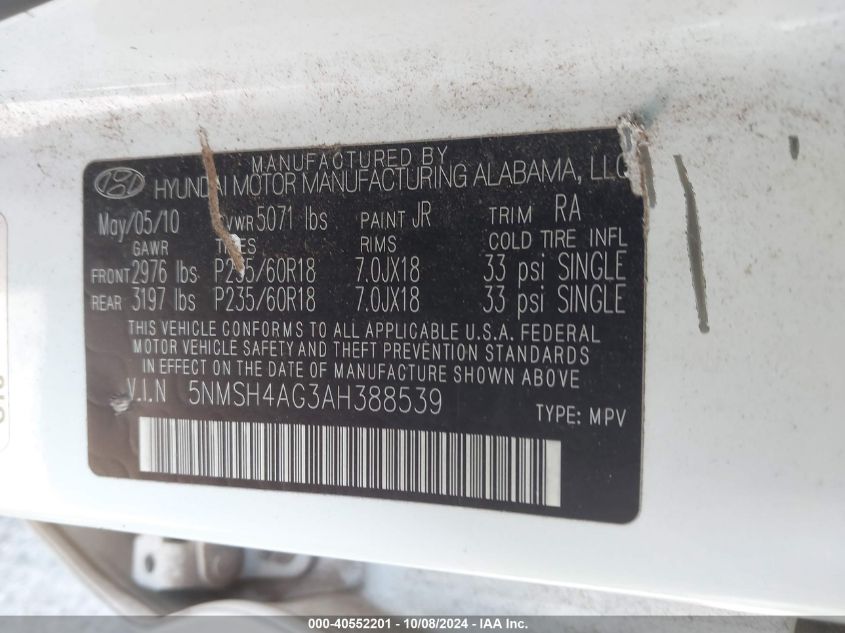 MANUFACTURED BY
HYUNDAI MOTOR MANUFACTURING ALABAMA, LLC
May/05/10 GVWR 5071 lbs PAINT JR TRIM RA
GAWR TIRES RIMS COLD TIRE INFL
FRONT 2976 lbs P235/60R18 7.0JX18 33 psi SINGLE
REAR 3197 lbs P235/60R18 7.0JX18 33 psi SINGLE
THIS VEHICLE CONFORMS TO ALL APPLICABLE U.S.A. FEDERAL
MOTOR VEHICLE SAFETY AND THEFT PREVENTION STANDARDS
IN EFFECT ON THE DATE OF MANUFACTURE SHOWN ABOVE
V.I.N 5NMSH4AG3AH388539
TYPE: MPV
000-40552201 - 10/08/2024 - IAA Inc.